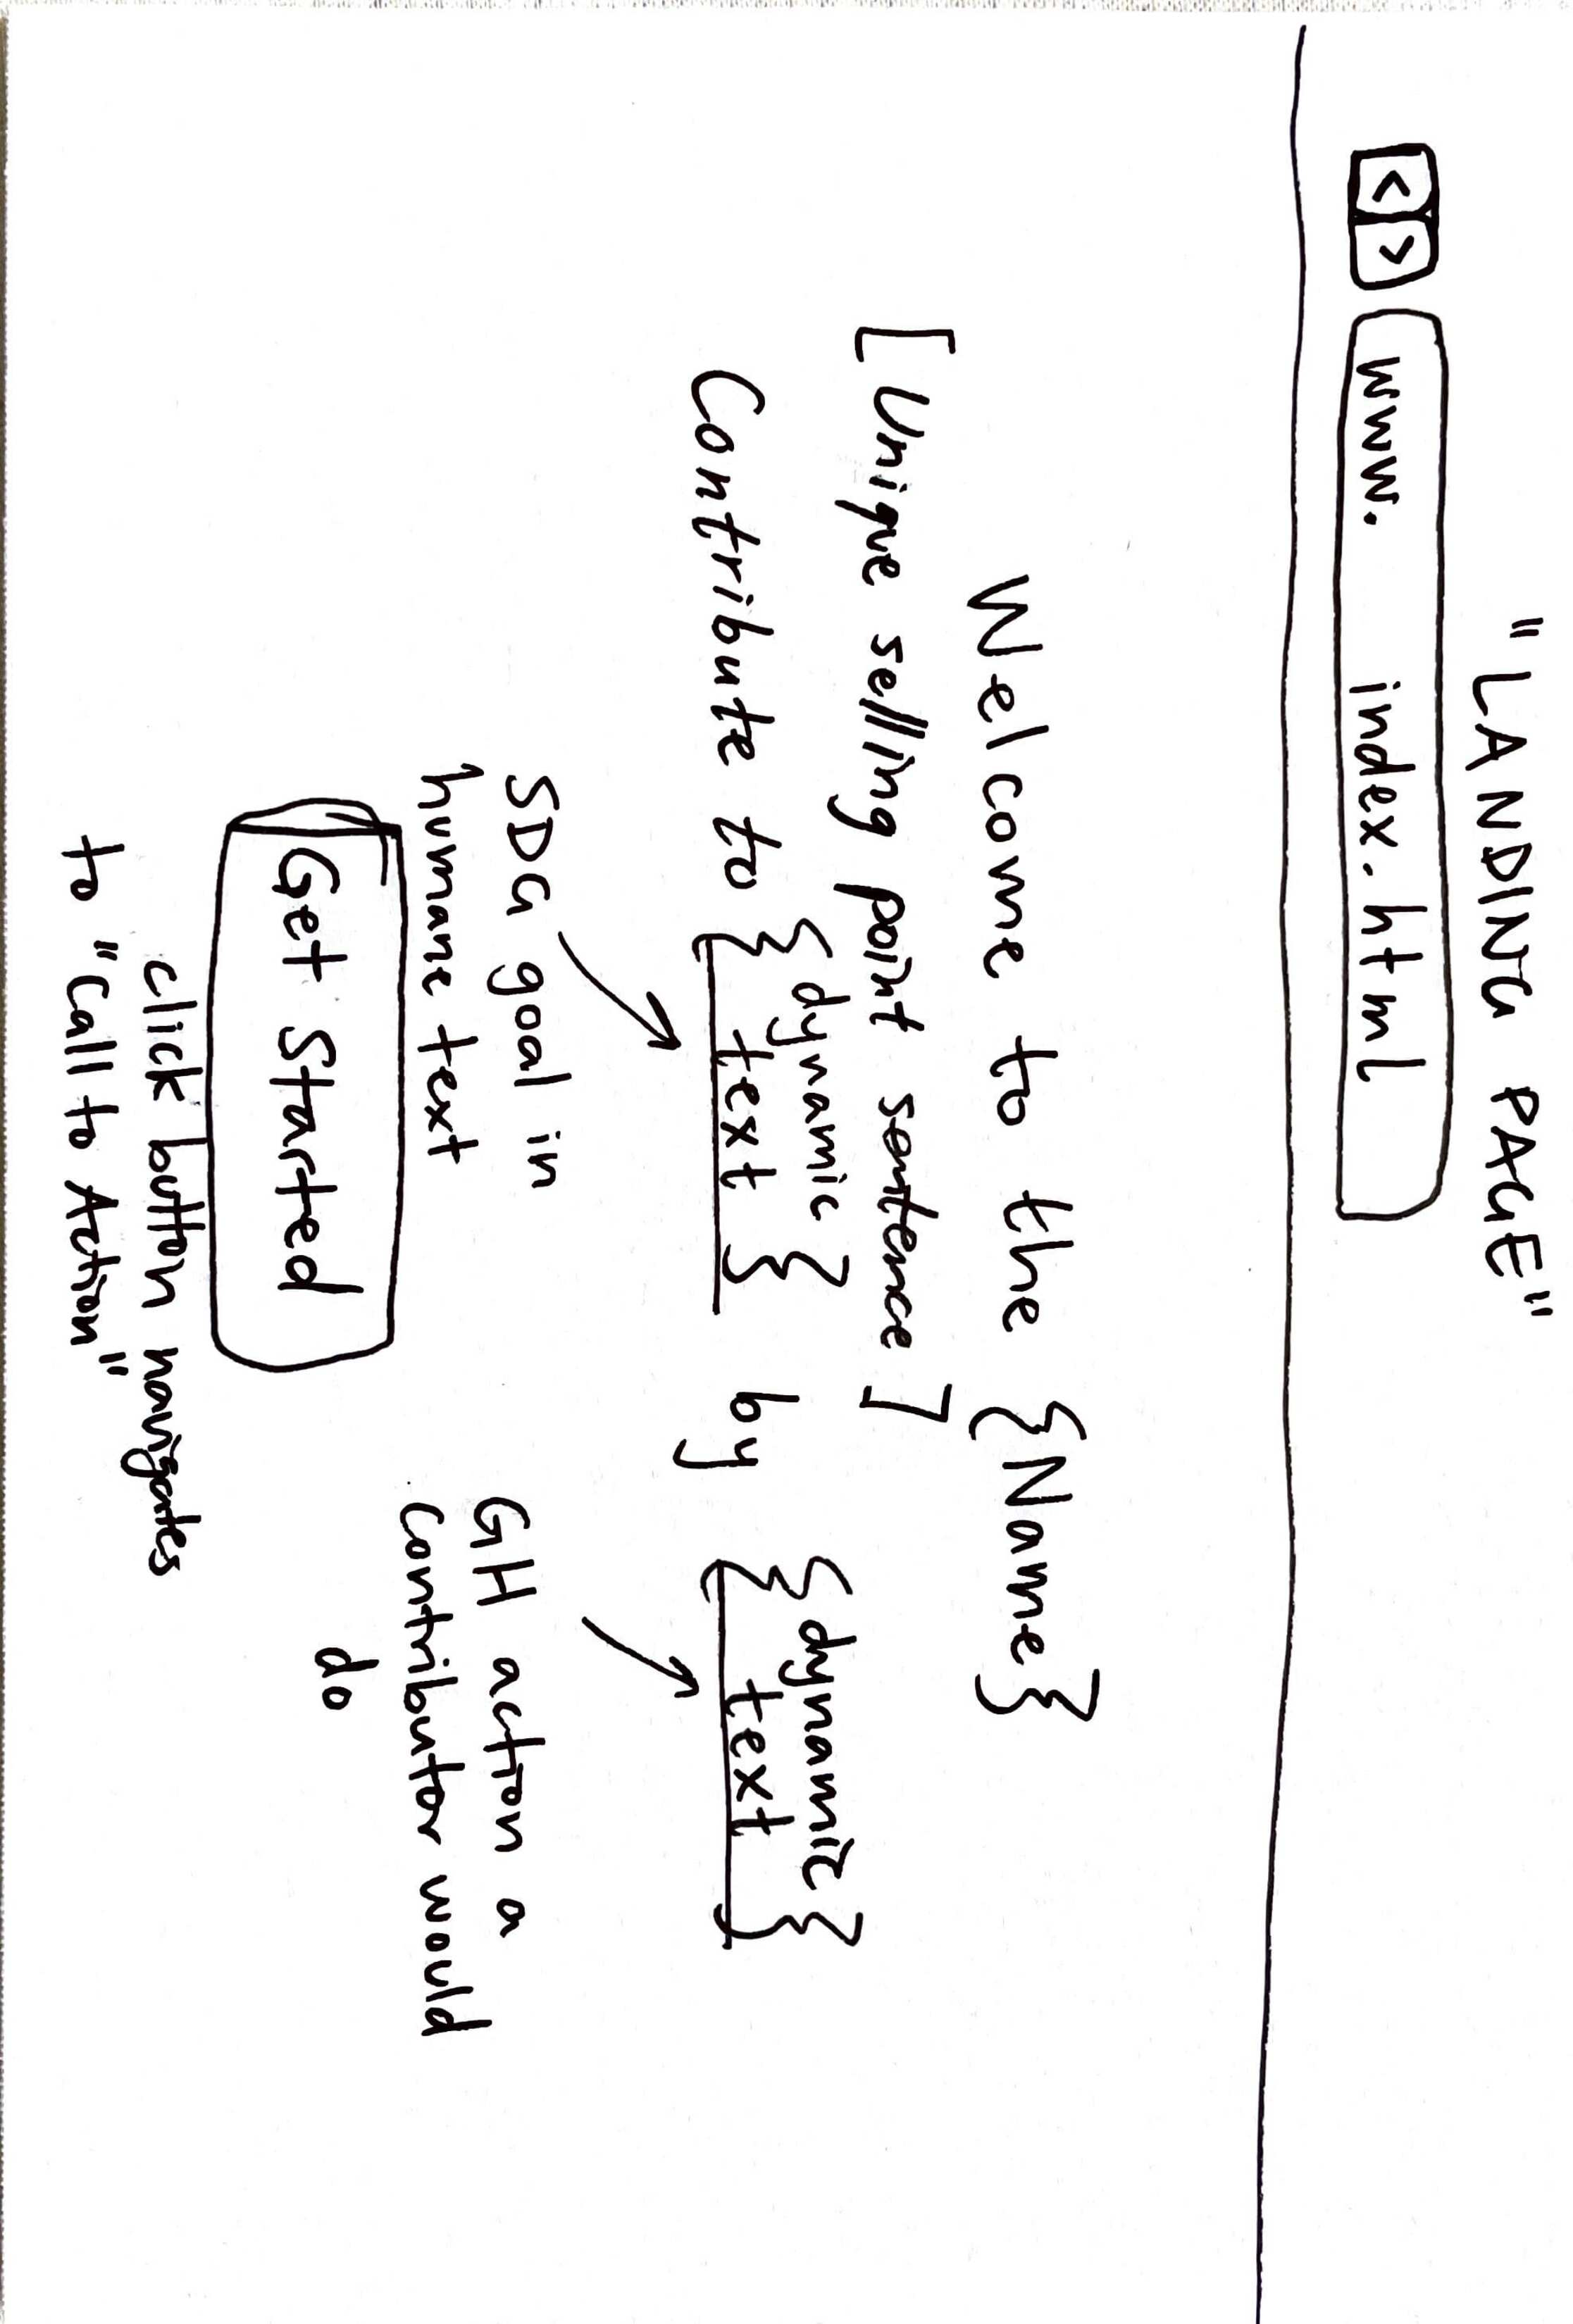 "LANDING PAGE"
< > www. index.html
Welcome to the {Name}
[Unique selling point sentence]
Contribute to {dynamic text} by {dynamic text}
SDG goal in
humane text
GH action a
contributor would
do
Get Started
click button navigates
to "Call to Action"